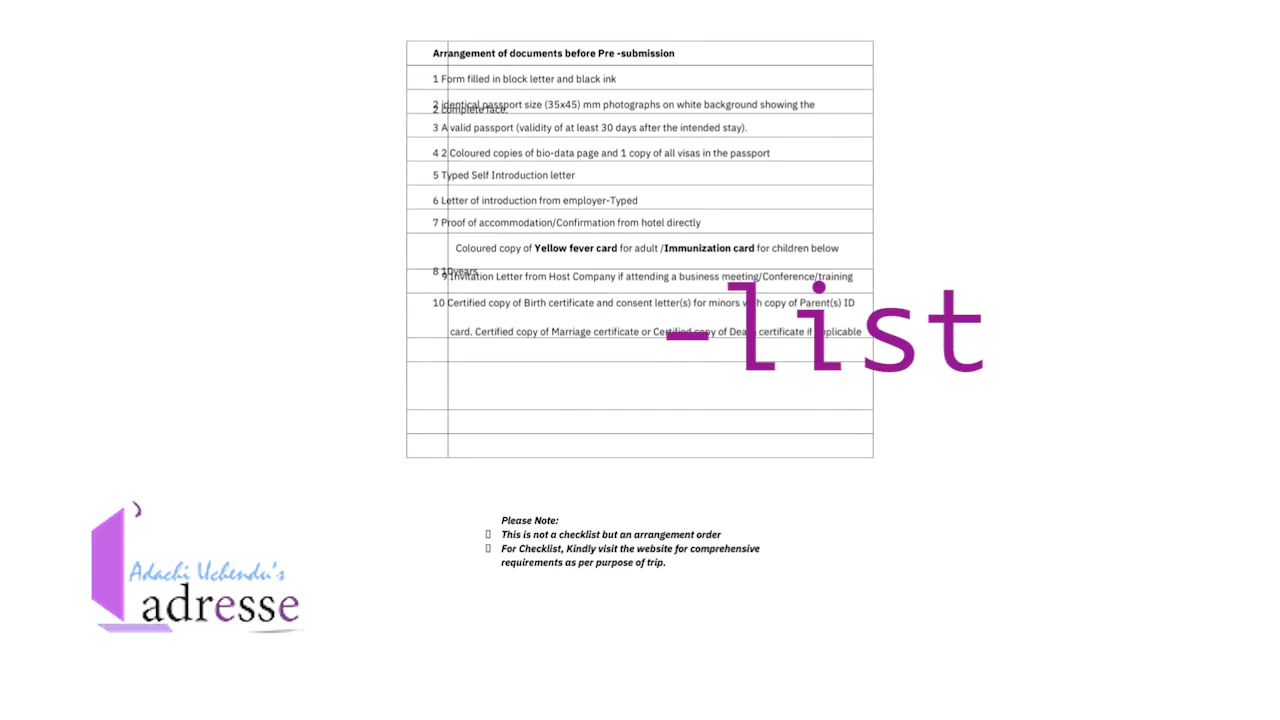 Arrangement of documents before Pre -submission
1 Form filled in block letter and black ink
2 identical passport size (35x45) mm photographs on white background showing the
2 complete face.
3 A valid passport (validity of at least 30 days after the intended stay).
4 2 Coloured copies of bio-data page and 1 copy of all visas in the passport
5 Typed Self Introduction letter
6 Letter of introduction from employer-Typed
7 Proof of accommodation/Confirmation from hotel directly
Coloured copy of Yellow fever card for adult /Immunization card for children below
8 10years
9 Invitation Letter from Host Company if attending a business meeting/Conference/training
10 Certified copy of Birth certificate and consent letter(s) for minors with copy of Parent(s) ID
card. Certified copy of Marriage certificate or Certified copy of Death certificate if applicable
-list
Please Note:
This is not a checklist but an arrangement order
For Checklist, Kindly visit the website for comprehensive
requirements as per purpose of trip.
Adachi Uchendu's
adresse